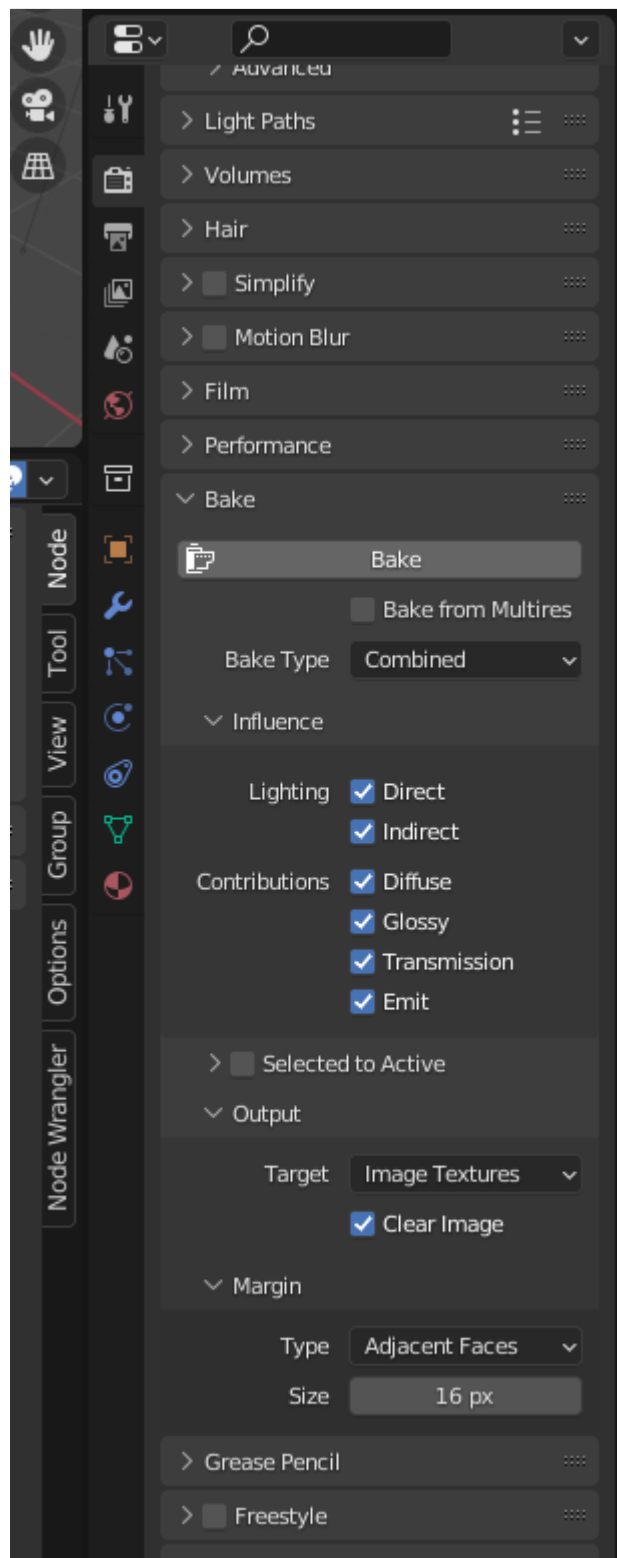 Advanced
Light Paths
Volumes
Hair
Simplify
Motion Blur
Film
Performance
Bake
Bake
Bake from Multires
Bake Type Combined
Influence
Lighting Direct
Indirect
Contributions Diffuse
Glossy
Transmission
Emit
Selected to Active
Output
Target Image Textures
Clear Image
Margin
Type Adjacent Faces
Size 16 px
Grease Pencil
Freestyle
Node
Tool
View
Group
Options
Node Wrangler